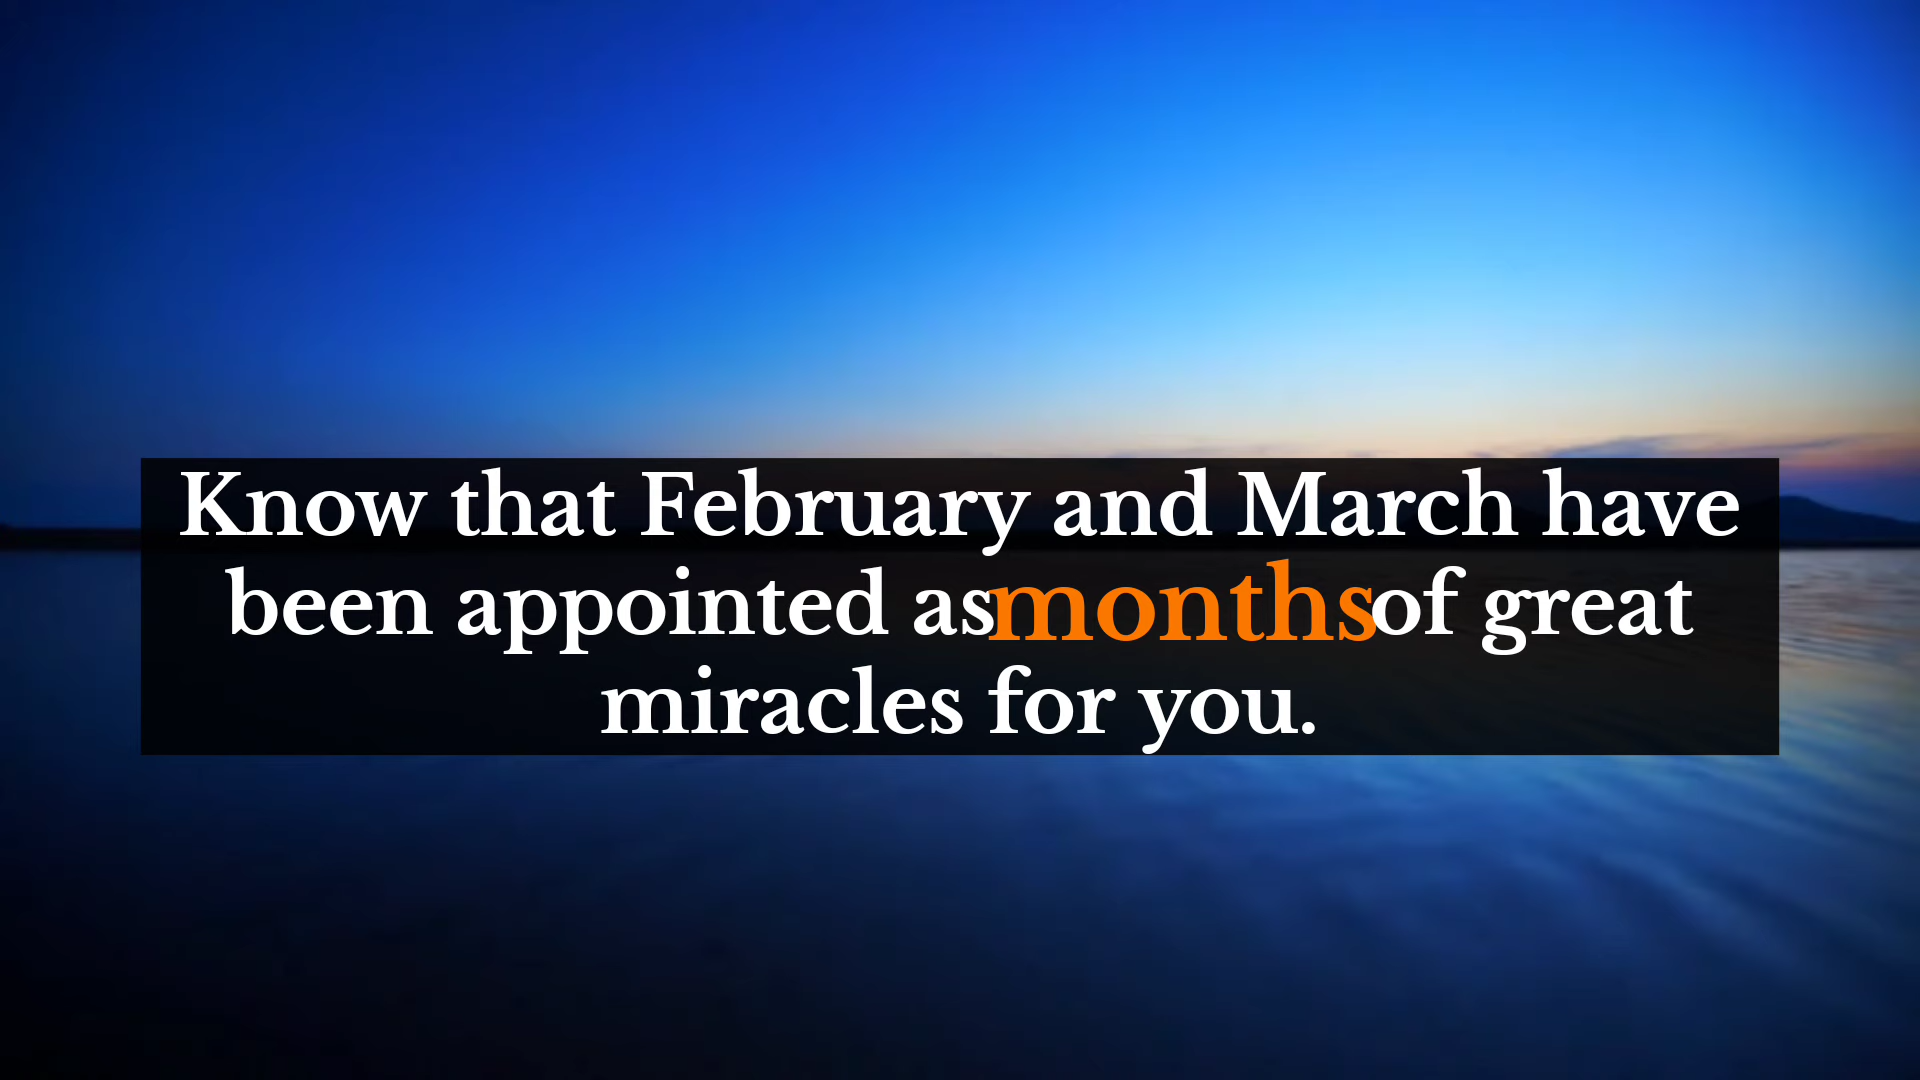 Know that February and March have
been appointed as months of great
miracles for you.